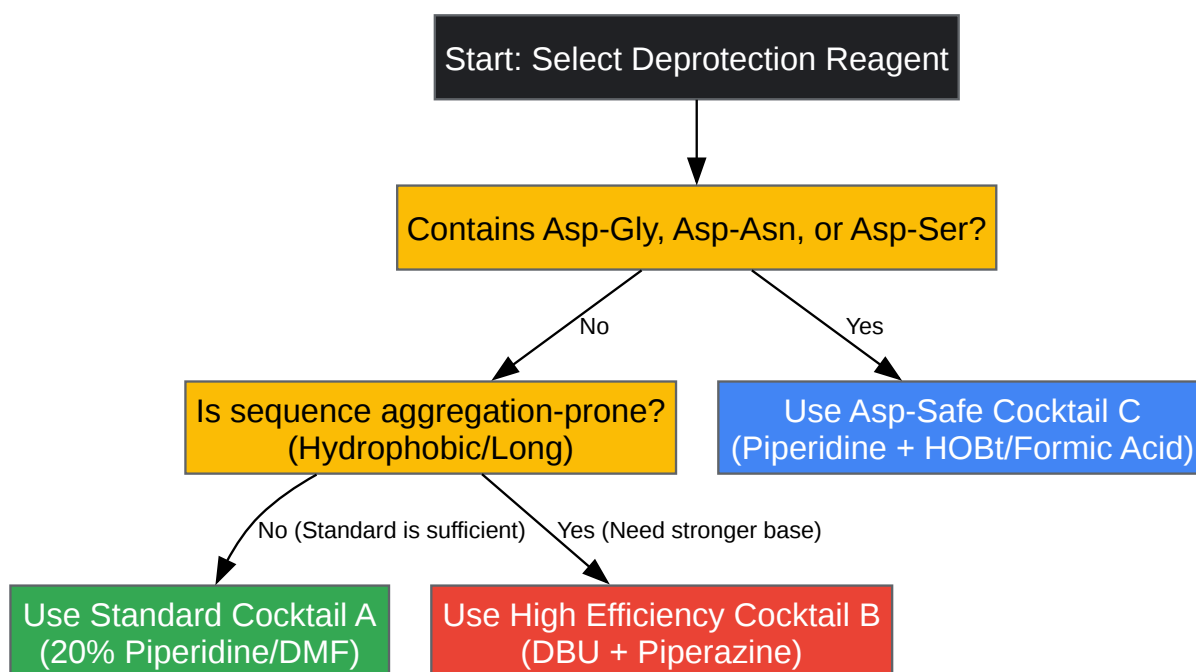 Start: Select Deprotection Reagent
Contains Asp-Gly, Asp-Asn, or Asp-Ser?
No
Yes
Is sequence aggregation-prone?
(Hydrophobic/Long)
Use Asp-Safe Cocktail C
(Piperidine + HOBt/Formic Acid)
No (Standard is sufficient)
Yes (Need stronger base)
Use Standard Cocktail A
(20% Piperidine/DMF)
Use High Efficiency Cocktail B
(DBU + Piperazine)